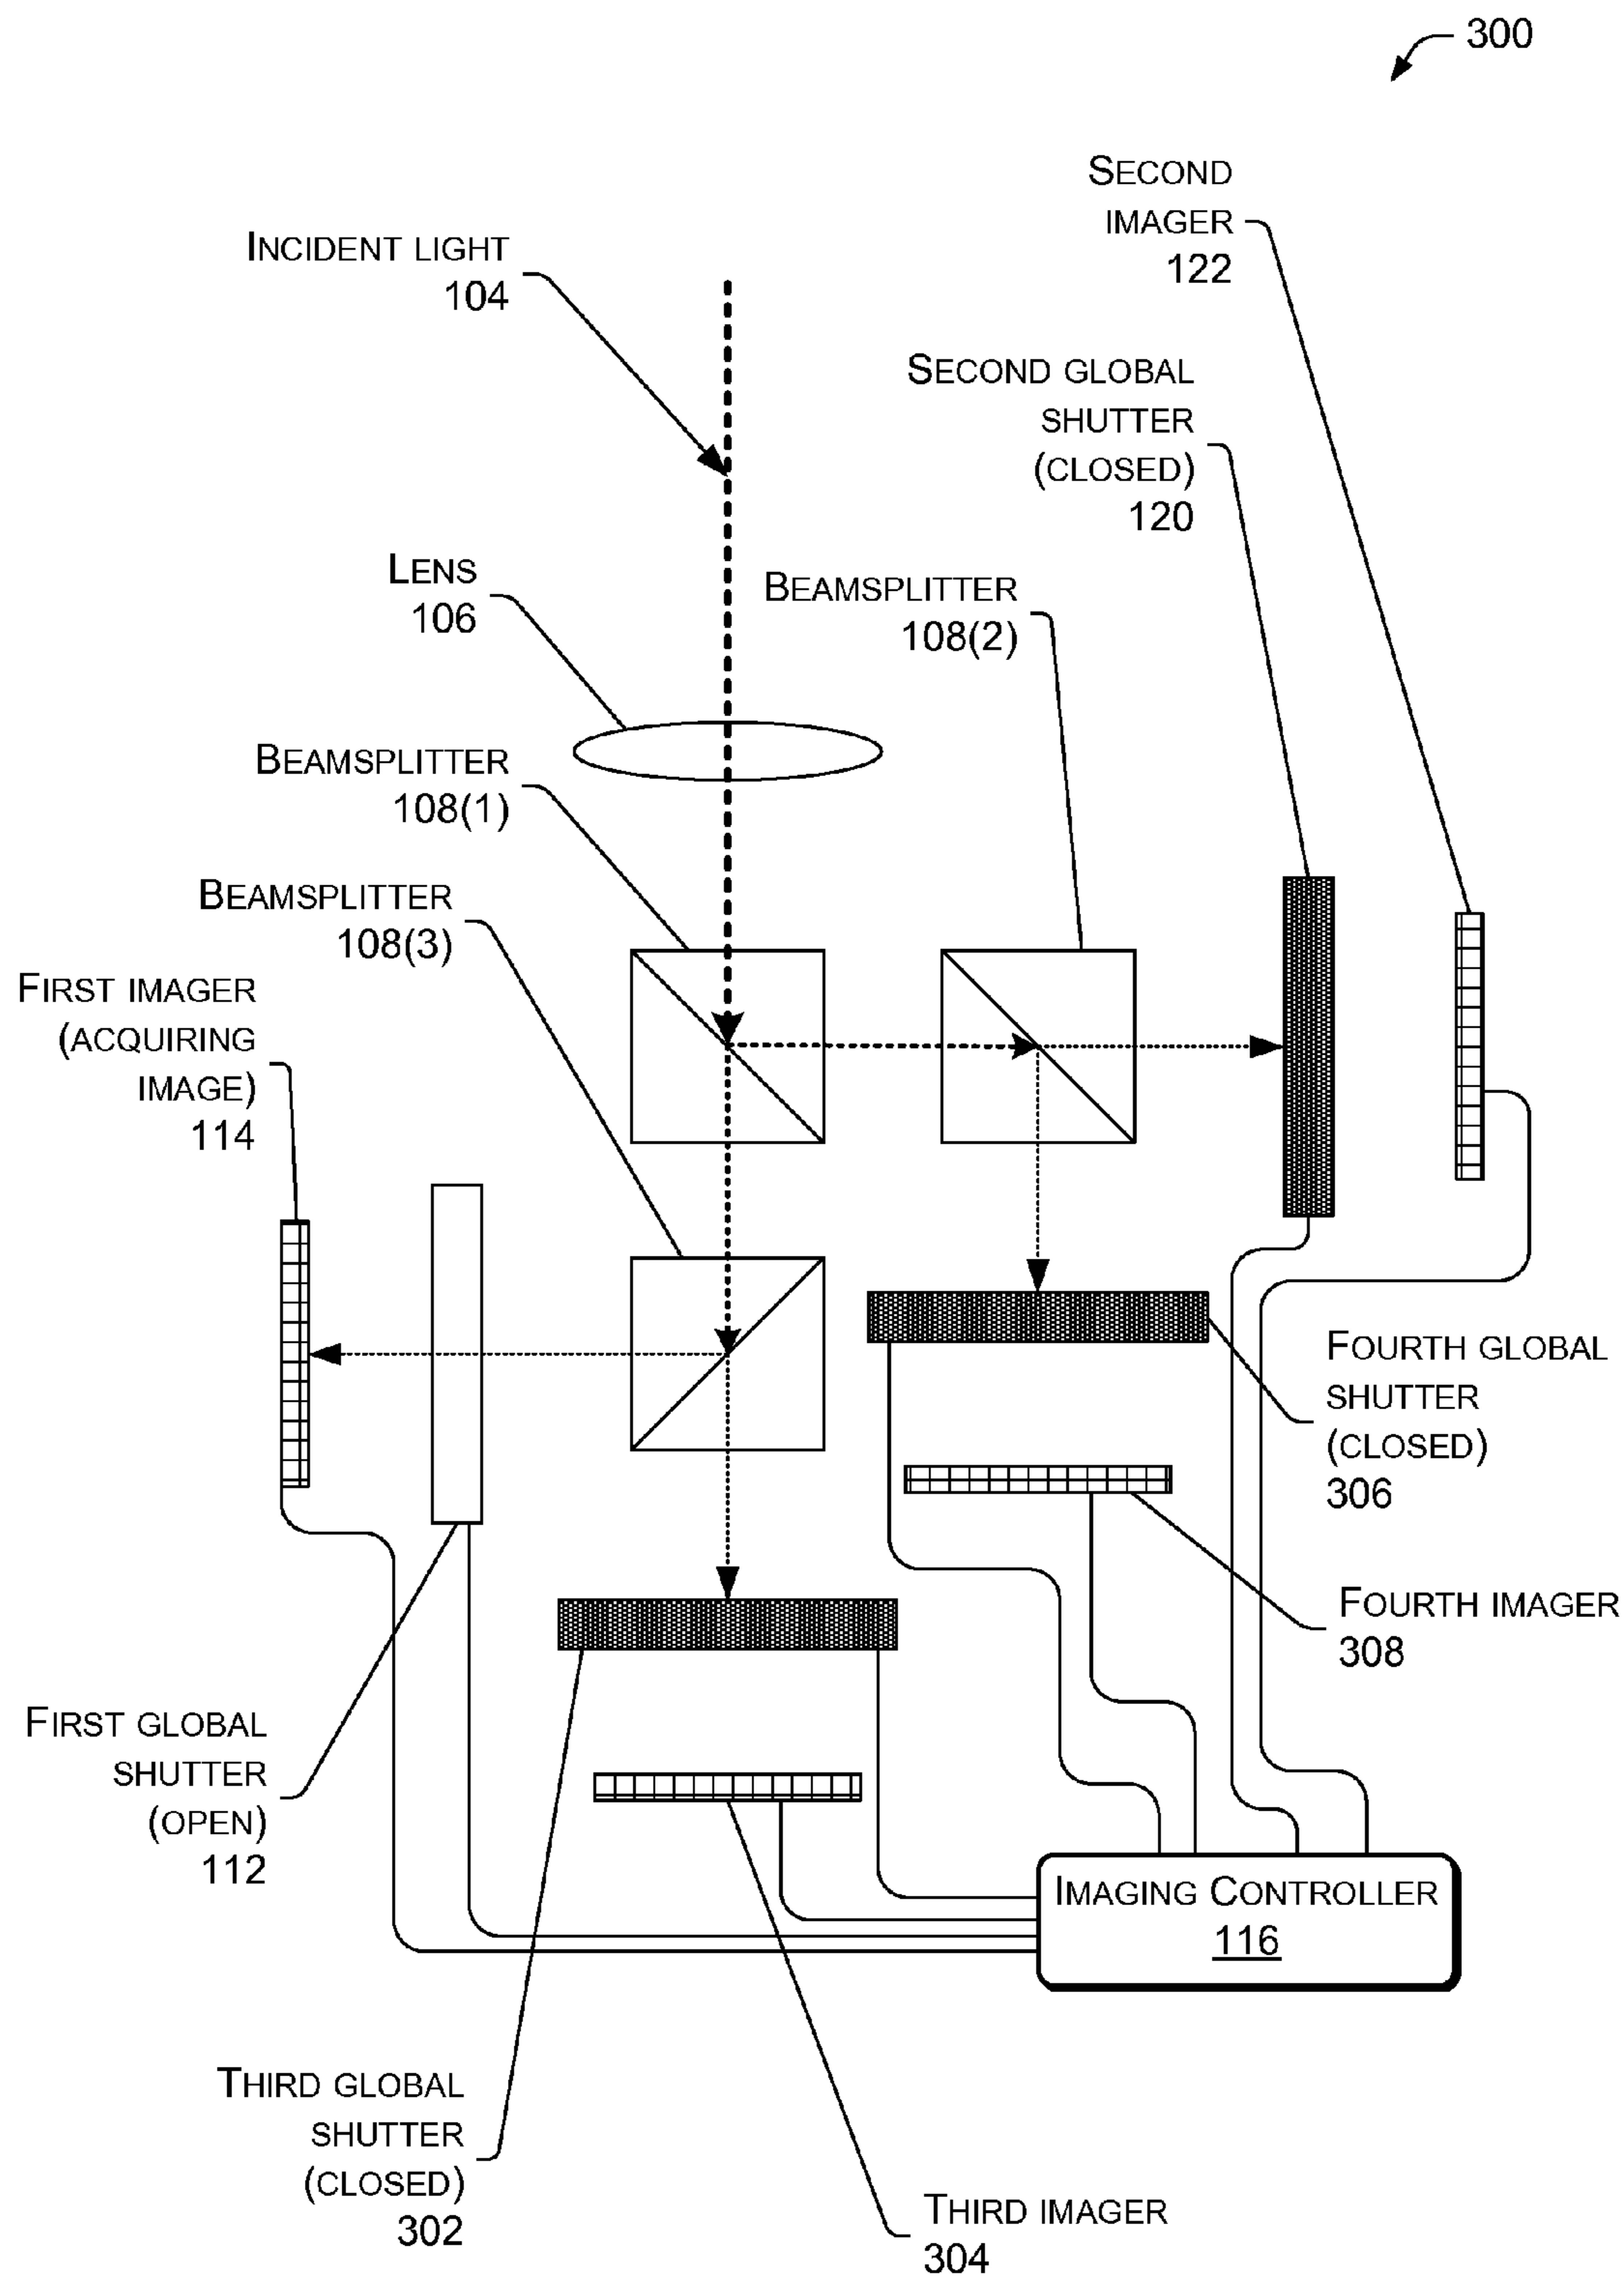 300
SECOND
IMAGER
122
INCIDENT LIGHT
104
SECOND GLOBAL
SHUTTER
(CLOSED)
120
LENS
106
BEAMSPLITTER
108(2)
BEAMSPLITTER
108(1)
BEAMSPLITTER
108(3)
FIRST IMAGER
(ACQUIRING
IMAGE)
114
FOURTH GLOBAL
SHUTTER
(CLOSED)
306
FOURTH IMAGER
308
FIRST GLOBAL
SHUTTER
(OPEN)
112
IMAGING CONTROLLER
116
THIRD GLOBAL
SHUTTER
(CLOSED)
302
THIRD IMAGER
304